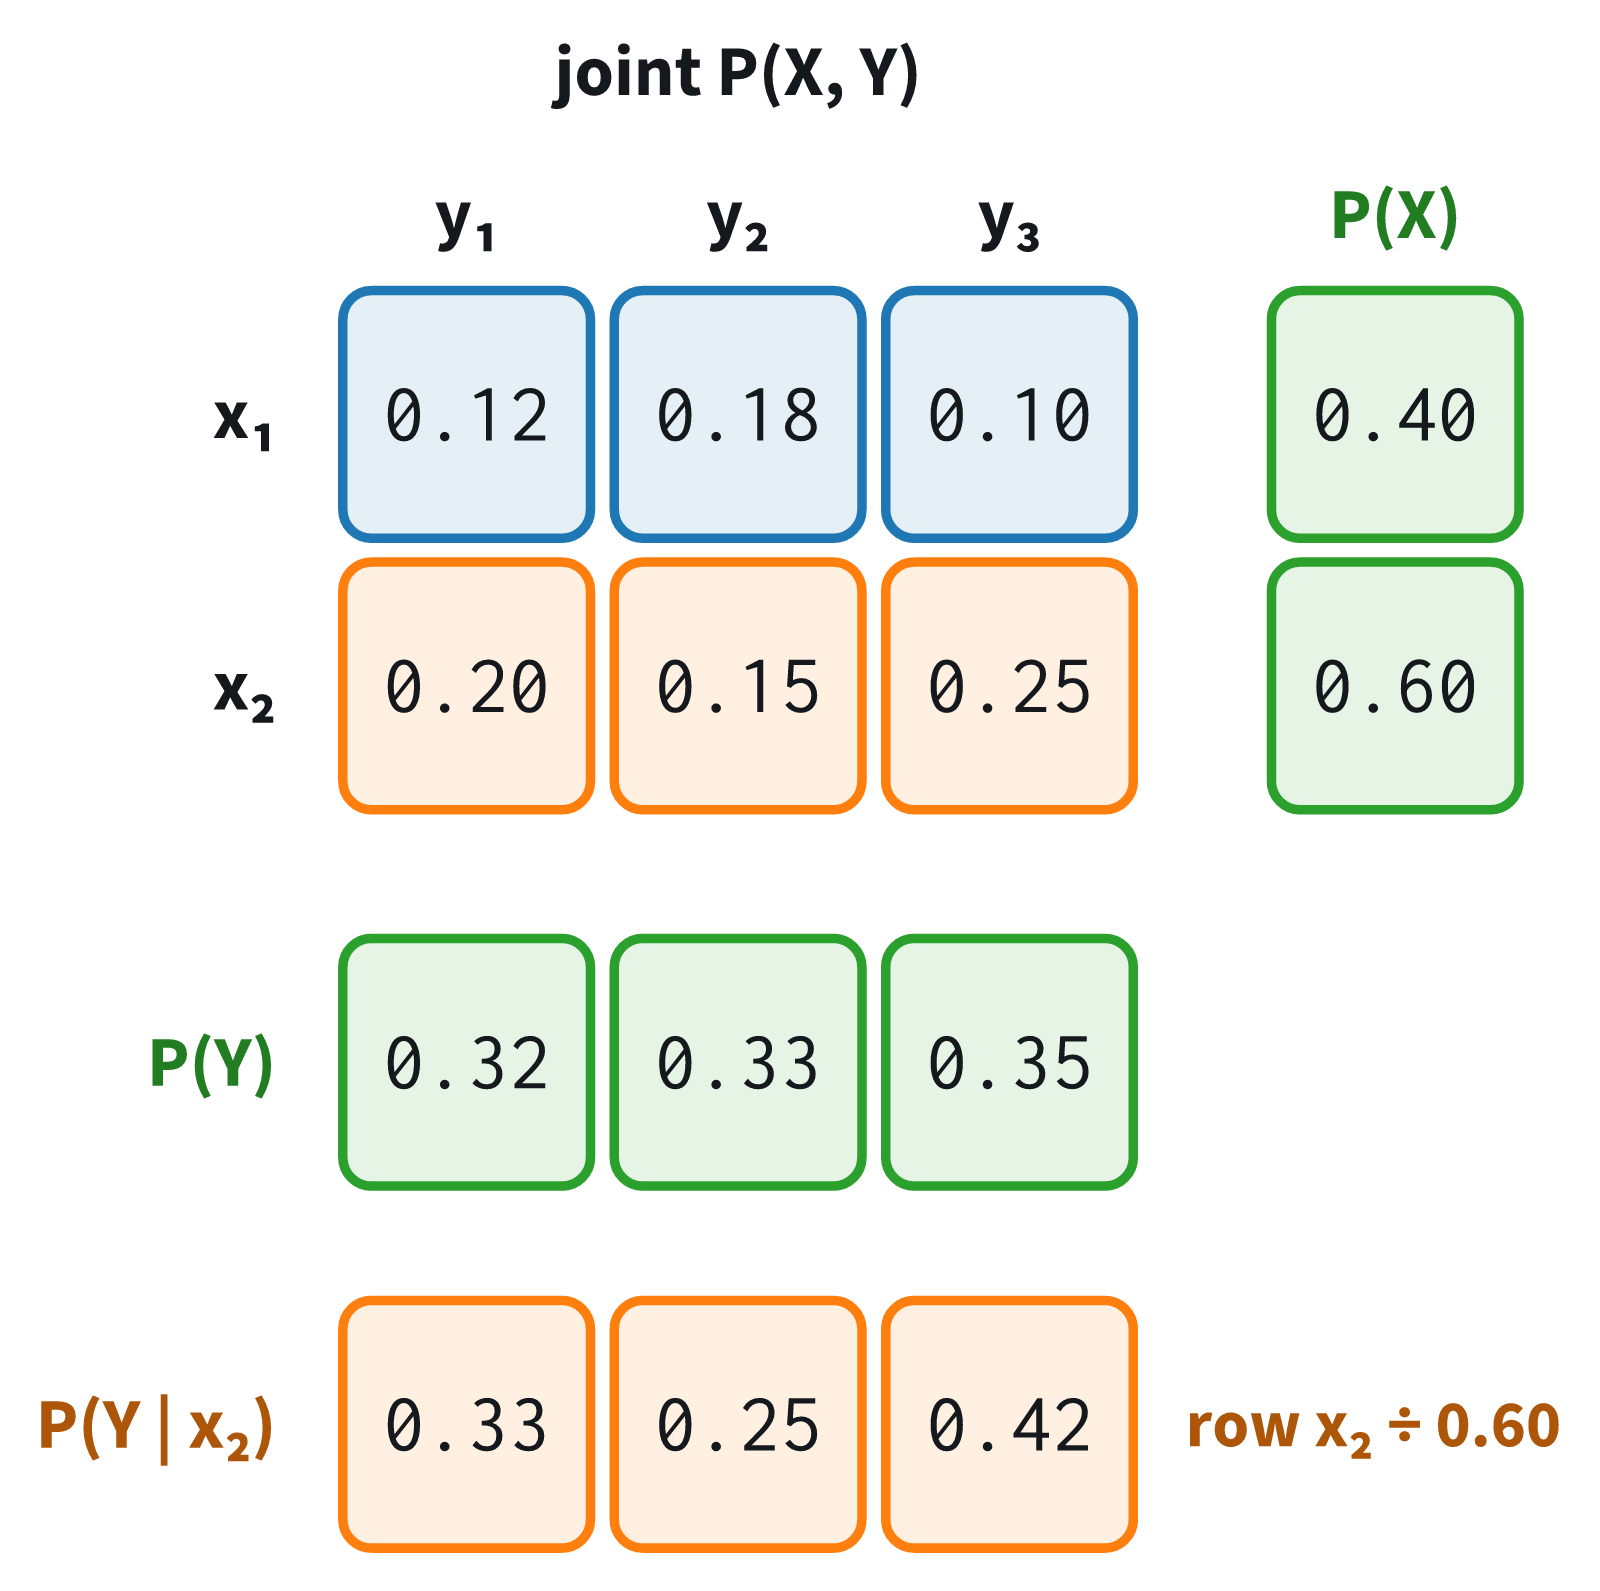 joint P(X, Y)
y₁ y₂ y₃ P(X)
x₁ 0.12 0.18 0.10 0.40
x₂ 0.20 0.15 0.25 0.60
P(Y) 0.32 0.33 0.35
P(Y | x₂) 0.33 0.25 0.42 row x₂ ÷ 0.60